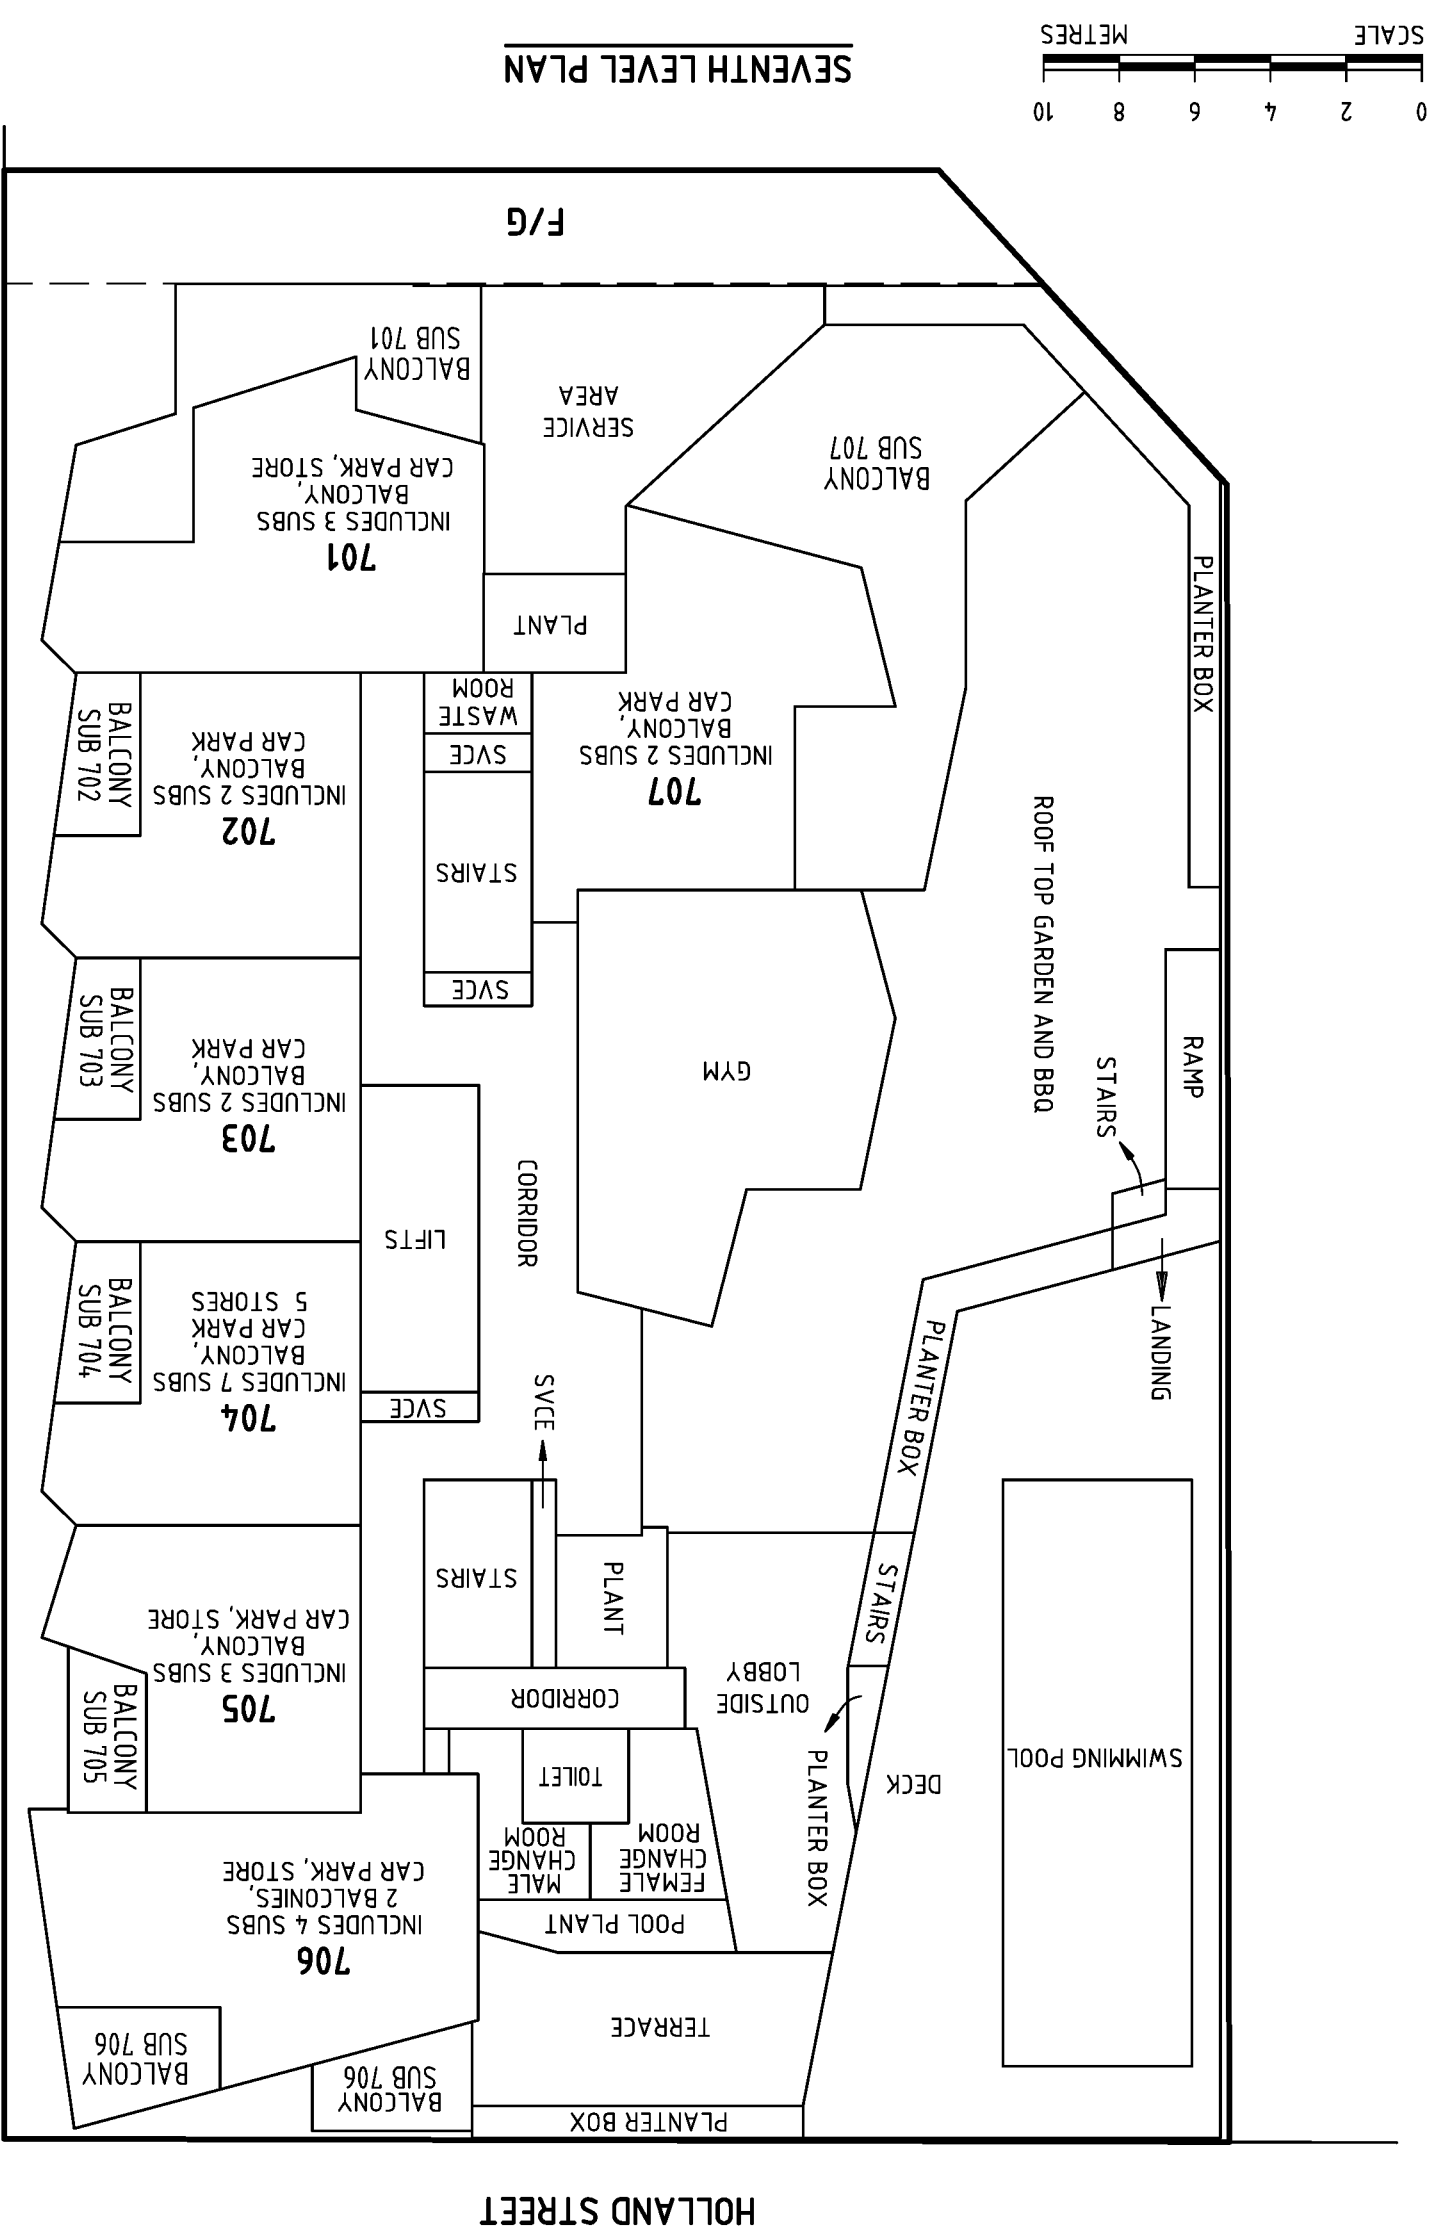 HOLLAND STREET
PLANTER BOX
BALCONY
SUB 706
BALCONY
SUB 706
TERRACE
706
INCLUDES 4 SUBS
2 BALCONIES,
CAR PARK, STORE
POOL PLANT
FEMALE
CHANGE
ROOM
MALE
CHANGE
ROOM
TOILET
PLANTER BOX
DECK
SWIMMING POOL
OUTSIDE
LOBBY
CORRIDOR
BALCONY
SUB 705
705
INCLUDES 3 SUBS
BALCONY,
CAR PARK, STORE
STAIRS
PLANT
STAIRS
SVCE
PLANTER BOX
LANDING
SVCE
704
INCLUDES 7 SUBS
BALCONY,
CAR PARK
5 STORES
BALCONY
SUB 704
LIFTS
CORRIDOR
703
INCLUDES 2 SUBS
BALCONY,
CAR PARK
BALCONY
SUB 703
GYM
STAIRS
RAMP
ROOF TOP GARDEN AND BBQ
SVCE
STAIRS
SVCE
WASTE
ROOM
702
INCLUDES 2 SUBS
BALCONY,
CAR PARK
BALCONY
SUB 702
707
INCLUDES 2 SUBS
BALCONY,
CAR PARK
PLANTER BOX
PLANT
701
INCLUDES 3 SUBS
BALCONY,
CAR PARK, STORE
BALCONY
SUB 707
SERVICE
AREA
BALCONY
SUB 701
F/G
0 2 4 6 8 10
SCALE METRES
SEVENTH LEVEL PLAN